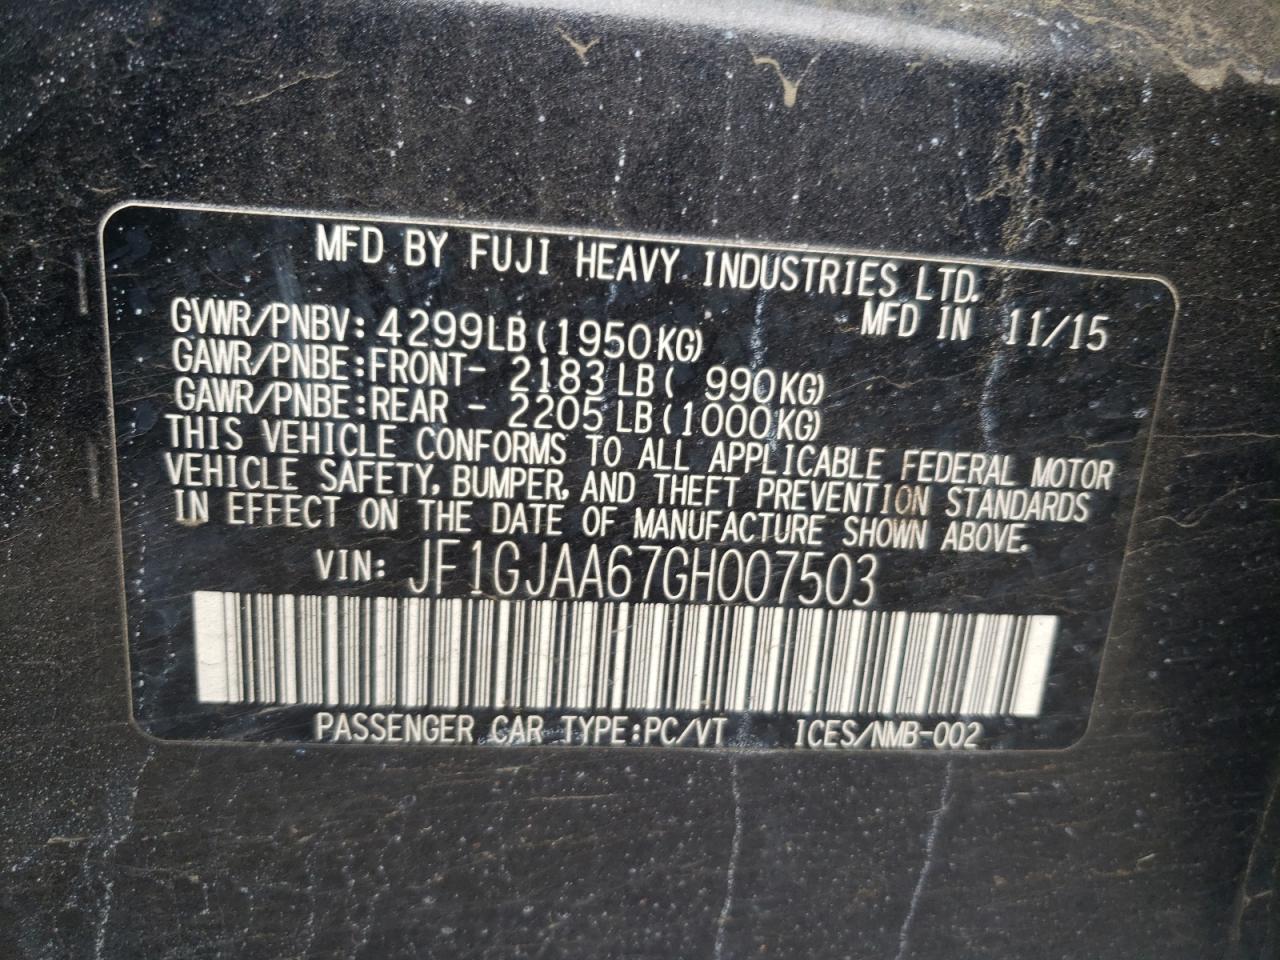 MFD BY FUJI HEAVY INDUSTRIES LTD.
MFD IN 11/15
GVWR/PNBV: 4299LB (1950KG)
GAWR/PNBE:FRONT- 2183 LB ( 990KG)
GAWR/PNBE:REAR - 2205 LB (1000KG)
THIS VEHICLE CONFORMS TO ALL APPLICABLE FEDERAL MOTOR
VEHICLE SAFETY, BUMPER, AND THEFT PREVENTION STANDARDS
IN EFFECT ON THE DATE OF MANUFACTURE SHOWN ABOVE.
VIN: JF1GJAA67GH007503
PASSENGER CAR TYPE:PC/VT ICES/NMB-002